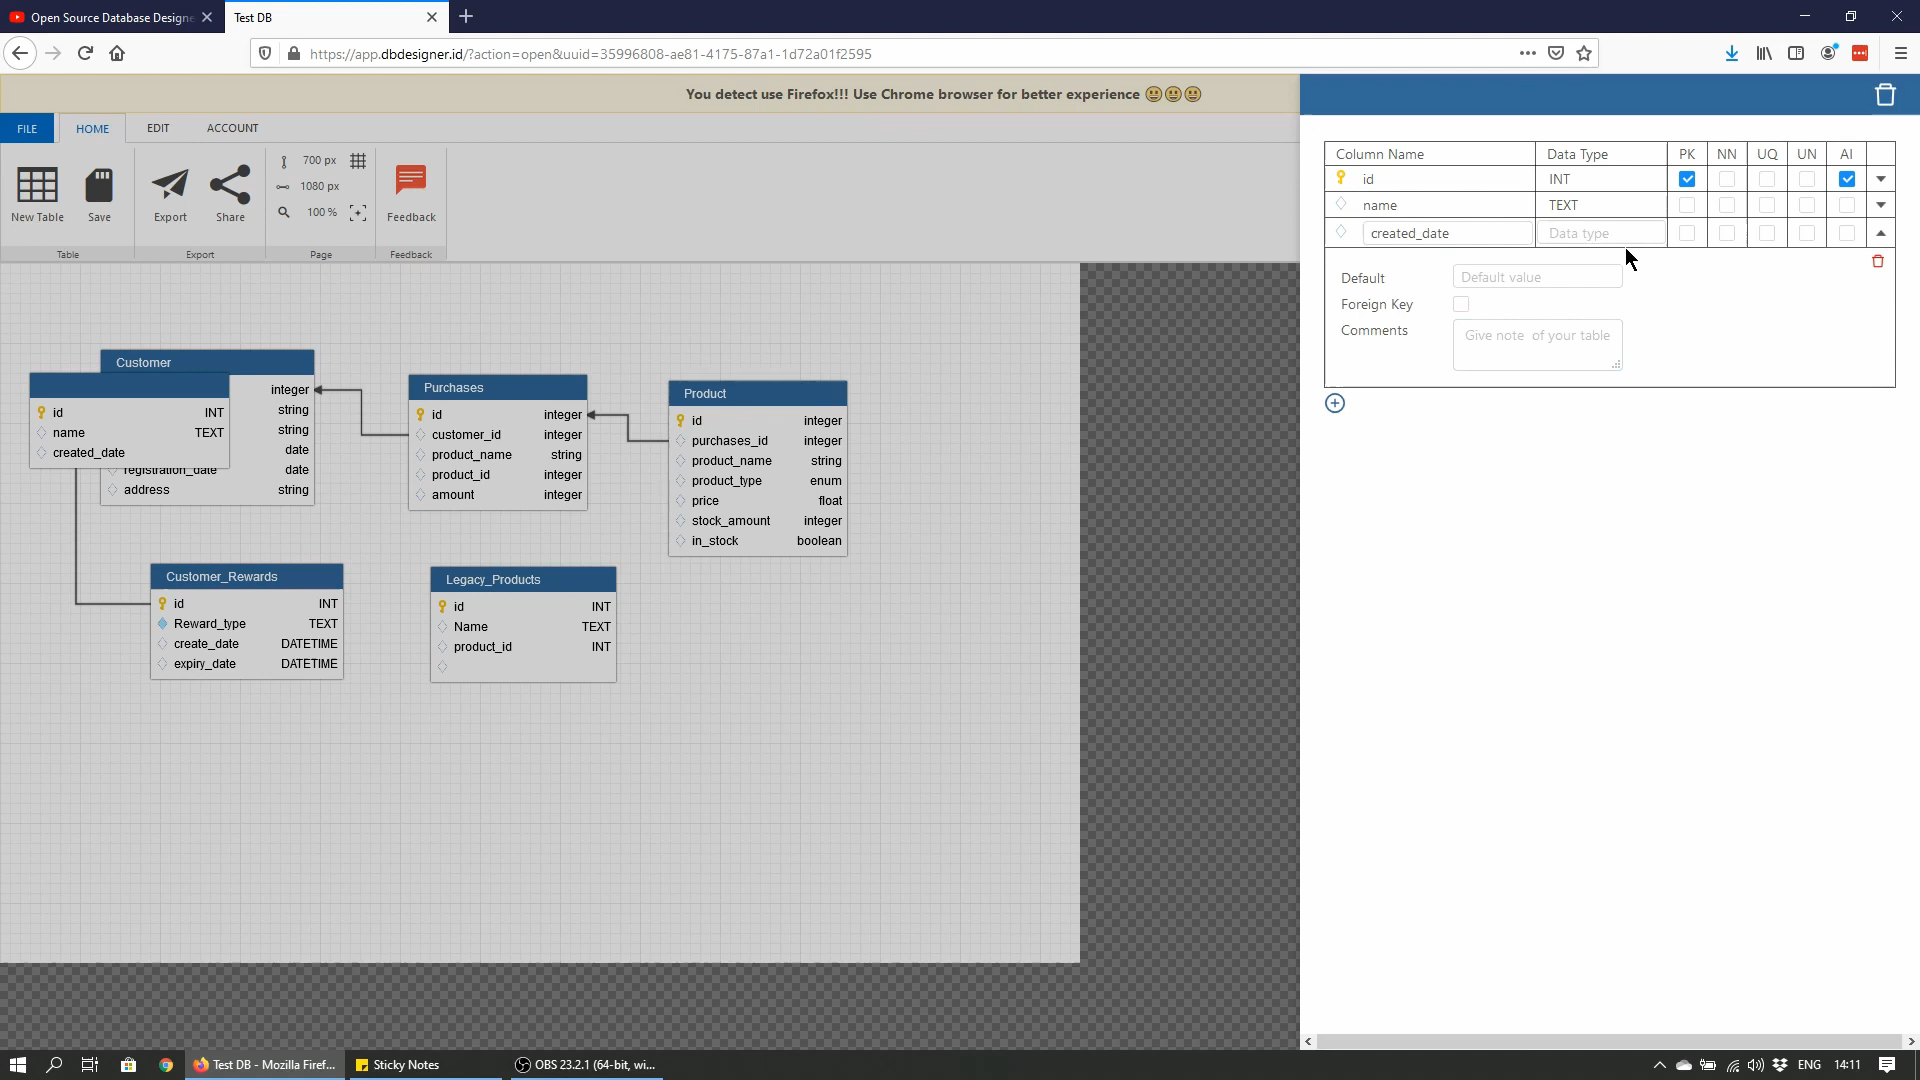 Open Source Database Designe
Test DB
https://app.dbdesigner.id/?action=open&uuid=35996808-ae81-4175-87a1-1d72a01f2595
You detect use Firefox!!! Use Chrome browser for better experience 😃😃😃
FILE
HOME
EDIT
ACCOUNT
New Table
Save
Export
Share
700 px
1080 px
100 %
Feedback
Table
Export
Page
Feedback
Column Name Data Type PK NN UQ UN AI
id INT
name TEXT
created_date Data type
Default Default value
Foreign Key
Comments Give note of your table
Customer
integer
string
string
date
registration_date date
address string
id INT
name TEXT
created_date
Purchases
id integer
customer_id integer
product_name string
product_id integer
amount integer
Product
id integer
purchases_id integer
product_name string
product_type enum
price float
stock_amount integer
in_stock boolean
Customer_Rewards
id INT
Reward_type TEXT
create_date DATETIME
expiry_date DATETIME
Legacy_Products
id INT
Name TEXT
product_id INT
Test DB - Mozilla Firef...
Sticky Notes
OBS 23.2.1 (64-bit, wi...
ENG
14:11